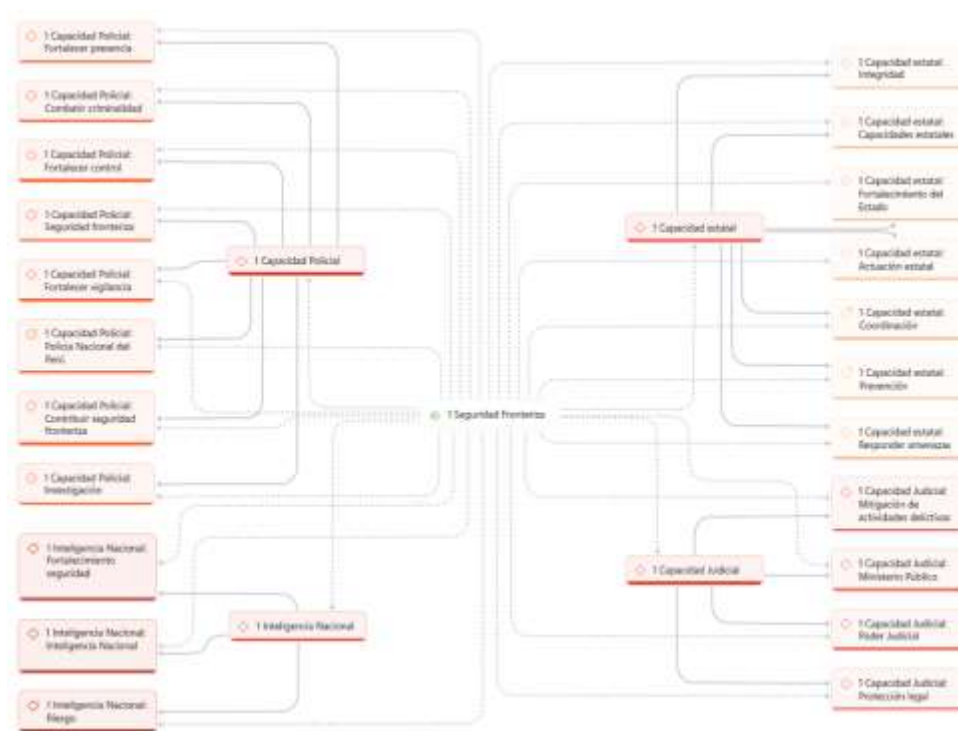 1 Capacidad Policial:
Fortalecer presencia
1 Capacidad Policial:
Combatir criminalidad
1 Capacidad Policial:
Fortalecer control
1 Capacidad Policial:
Seguridad fronteriza
1 Capacidad Policial:
Fortalecer vigilancia
1 Capacidad Policial:
Policía Nacional del
Perú
1 Capacidad Policial:
Contribuir seguridad
fronteriza
1 Capacidad Policial:
Investigación
1 Inteligencia Nacional:
Fortalecimiento
seguridad
1 Inteligencia Nacional:
Inteligencia Nacional
1 Inteligencia Nacional:
Riesgo
1 Capacidad Policial
1 Inteligencia Nacional
1 Seguridad Fronteriza
1 Capacidad estatal
1 Capacidad Judicial
1 Capacidad estatal:
Integridad
1 Capacidad estatal:
Capacidades estatales
1 Capacidad estatal:
Fortalecimiento del
Estado
1 Capacidad estatal:
Actuación estatal
1 Capacidad estatal:
Coordinación
1 Capacidad estatal:
Prevención
1 Capacidad estatal:
Responder amenazas
1 Capacidad Judicial:
Mitigación de
actividades delictivas
1 Capacidad Judicial:
Ministerio Público
1 Capacidad Judicial:
Poder Judicial
1 Capacidad Judicial:
Protección legal